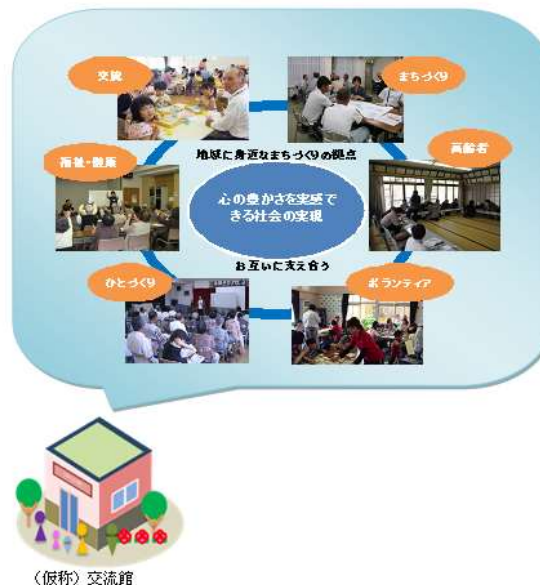 交流
まちづくり
地域に身近なまちづくりの拠点
福祉・健康
高齢者
心の豊かさを実感で
きる社会の実現
お互いに支え合う
ひとづくり
ボランティア
（仮称）交流館